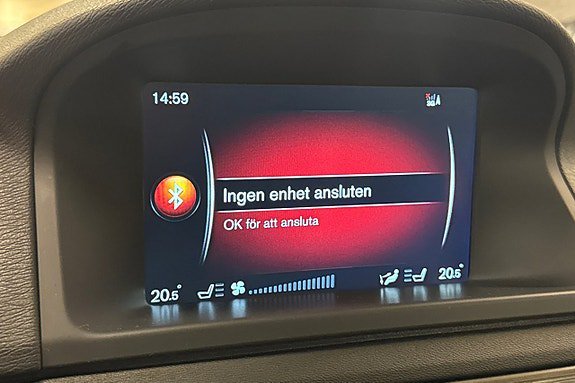 14:59
Ingen enhet ansluten
OK för att ansluta
20.5° 20.5°